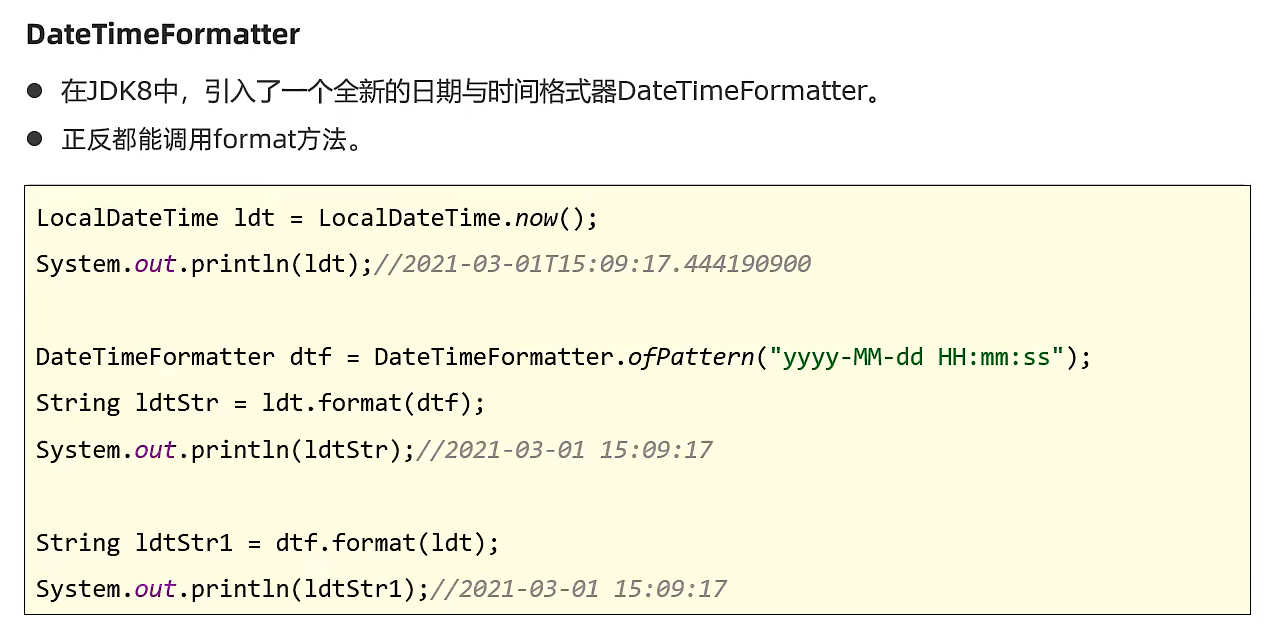 DateTimeFormatter
● 在JDK8中，引入了一个全新的日期与时间格式器DateTimeFormatter。
● 正反都能调用format方法。
LocalDateTime ldt = LocalDateTime.now();
System.out.println(ldt);//2021-03-01T15:09:17.444190900
DateTimeFormatter dtf = DateTimeFormatter.ofPattern("yyyy-MM-dd HH:mm:ss");
String ldtStr = ldt.format(dtf);
System.out.println(ldtStr);//2021-03-01 15:09:17
String ldtStr1 = dtf.format(ldt);
System.out.println(ldtStr1);//2021-03-01 15:09:17